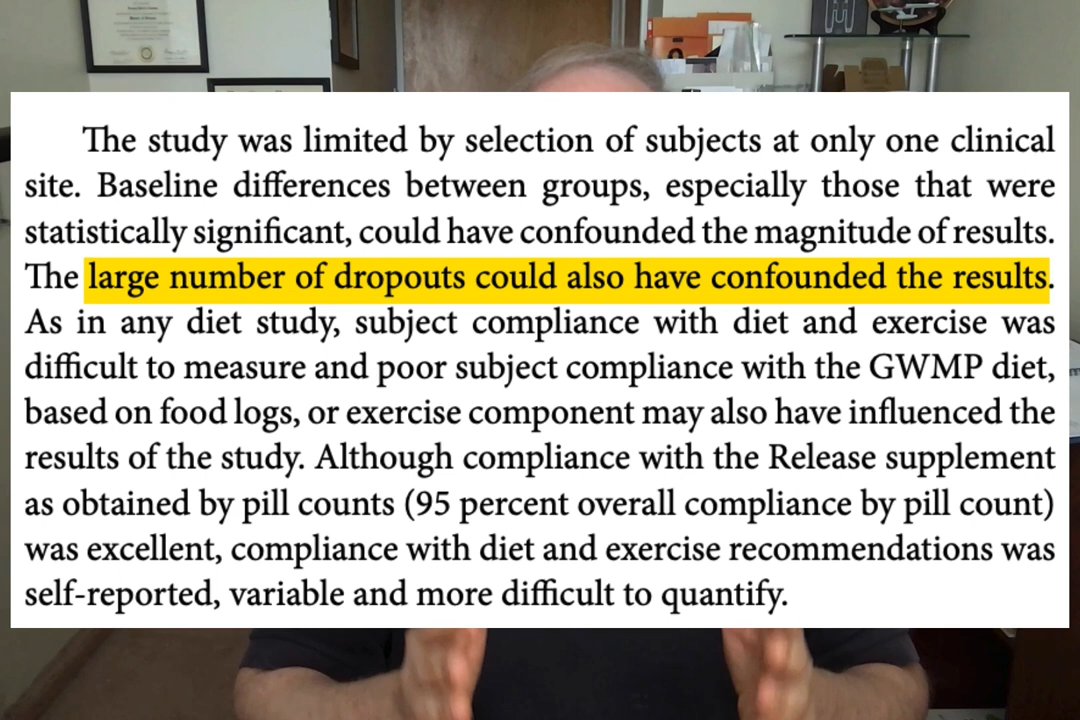 The study was limited by selection of subjects at only one clinical
site. Baseline differences between groups, especially those that were
statistically significant, could have confounded the magnitude of results.
The large number of dropouts could also have confounded the results.
As in any diet study, subject compliance with diet and exercise was
difficult to measure and poor subject compliance with the GWMP diet,
based on food logs, or exercise component may also have influenced the
results of the study. Although compliance with the Release supplement
as obtained by pill counts (95 percent overall compliance by pill count)
was excellent, compliance with diet and exercise recommendations was
self-reported, variable and more difficult to quantify.